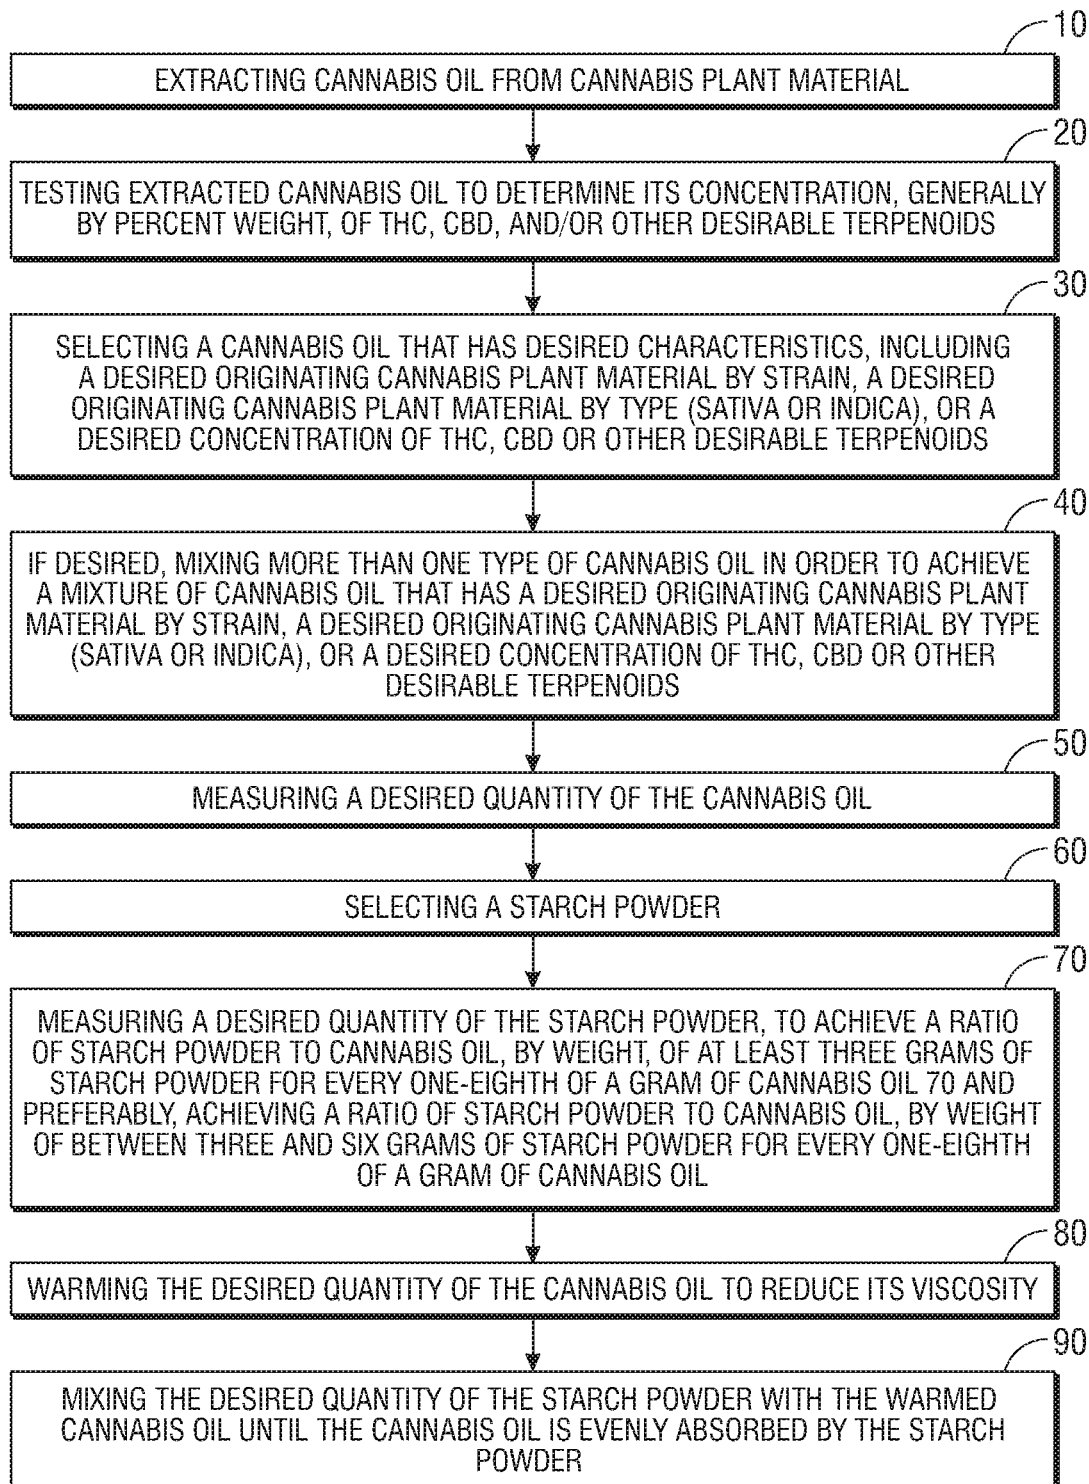 10
EXTRACTING CANNABIS OIL FROM CANNABIS PLANT MATERIAL
20
TESTING EXTRACTED CANNABIS OIL TO DETERMINE ITS CONCENTRATION, GENERALLY
BY PERCENT WEIGHT, OF THC, CBD, AND/OR OTHER DESIRABLE TERPENOIDS
30
SELECTING A CANNABIS OIL THAT HAS DESIRED CHARACTERISTICS, INCLUDING
A DESIRED ORIGINATING CANNABIS PLANT MATERIAL BY STRAIN, A DESIRED
ORIGINATING CANNABIS PLANT MATERIAL BY TYPE (SATIVA OR INDICA), OR A
DESIRED CONCENTRATION OF THC, CBD OR OTHER DESIRABLE TERPENOIDS
40
IF DESIRED, MIXING MORE THAN ONE TYPE OF CANNABIS OIL IN ORDER TO ACHIEVE
A MIXTURE OF CANNABIS OIL THAT HAS A DESIRED ORIGINATING CANNABIS PLANT
MATERIAL BY STRAIN, A DESIRED ORIGINATING CANNABIS PLANT MATERIAL BY TYPE
(SATIVA OR INDICA), OR A DESIRED CONCENTRATION OF THC, CBD OR OTHER
DESIRABLE TERPENOIDS
50
MEASURING A DESIRED QUANTITY OF THE CANNABIS OIL
60
SELECTING A STARCH POWDER
70
MEASURING A DESIRED QUANTITY OF THE STARCH POWDER, TO ACHIEVE A RATIO
OF STARCH POWDER TO CANNABIS OIL, BY WEIGHT, OF AT LEAST THREE GRAMS OF
STARCH POWDER FOR EVERY ONE-EIGHTH OF A GRAM OF CANNABIS OIL 70 AND
PREFERABLY, ACHIEVING A RATIO OF STARCH POWDER TO CANNABIS OIL, BY WEIGHT
OF BETWEEN THREE AND SIX GRAMS OF STARCH POWDER FOR EVERY ONE-EIGHTH
OF A GRAM OF CANNABIS OIL
80
WARMING THE DESIRED QUANTITY OF THE CANNABIS OIL TO REDUCE ITS VISCOSITY
90
MIXING THE DESIRED QUANTITY OF THE STARCH POWDER WITH THE WARMED
CANNABIS OIL UNTIL THE CANNABIS OIL IS EVENLY ABSORBED BY THE STARCH
POWDER